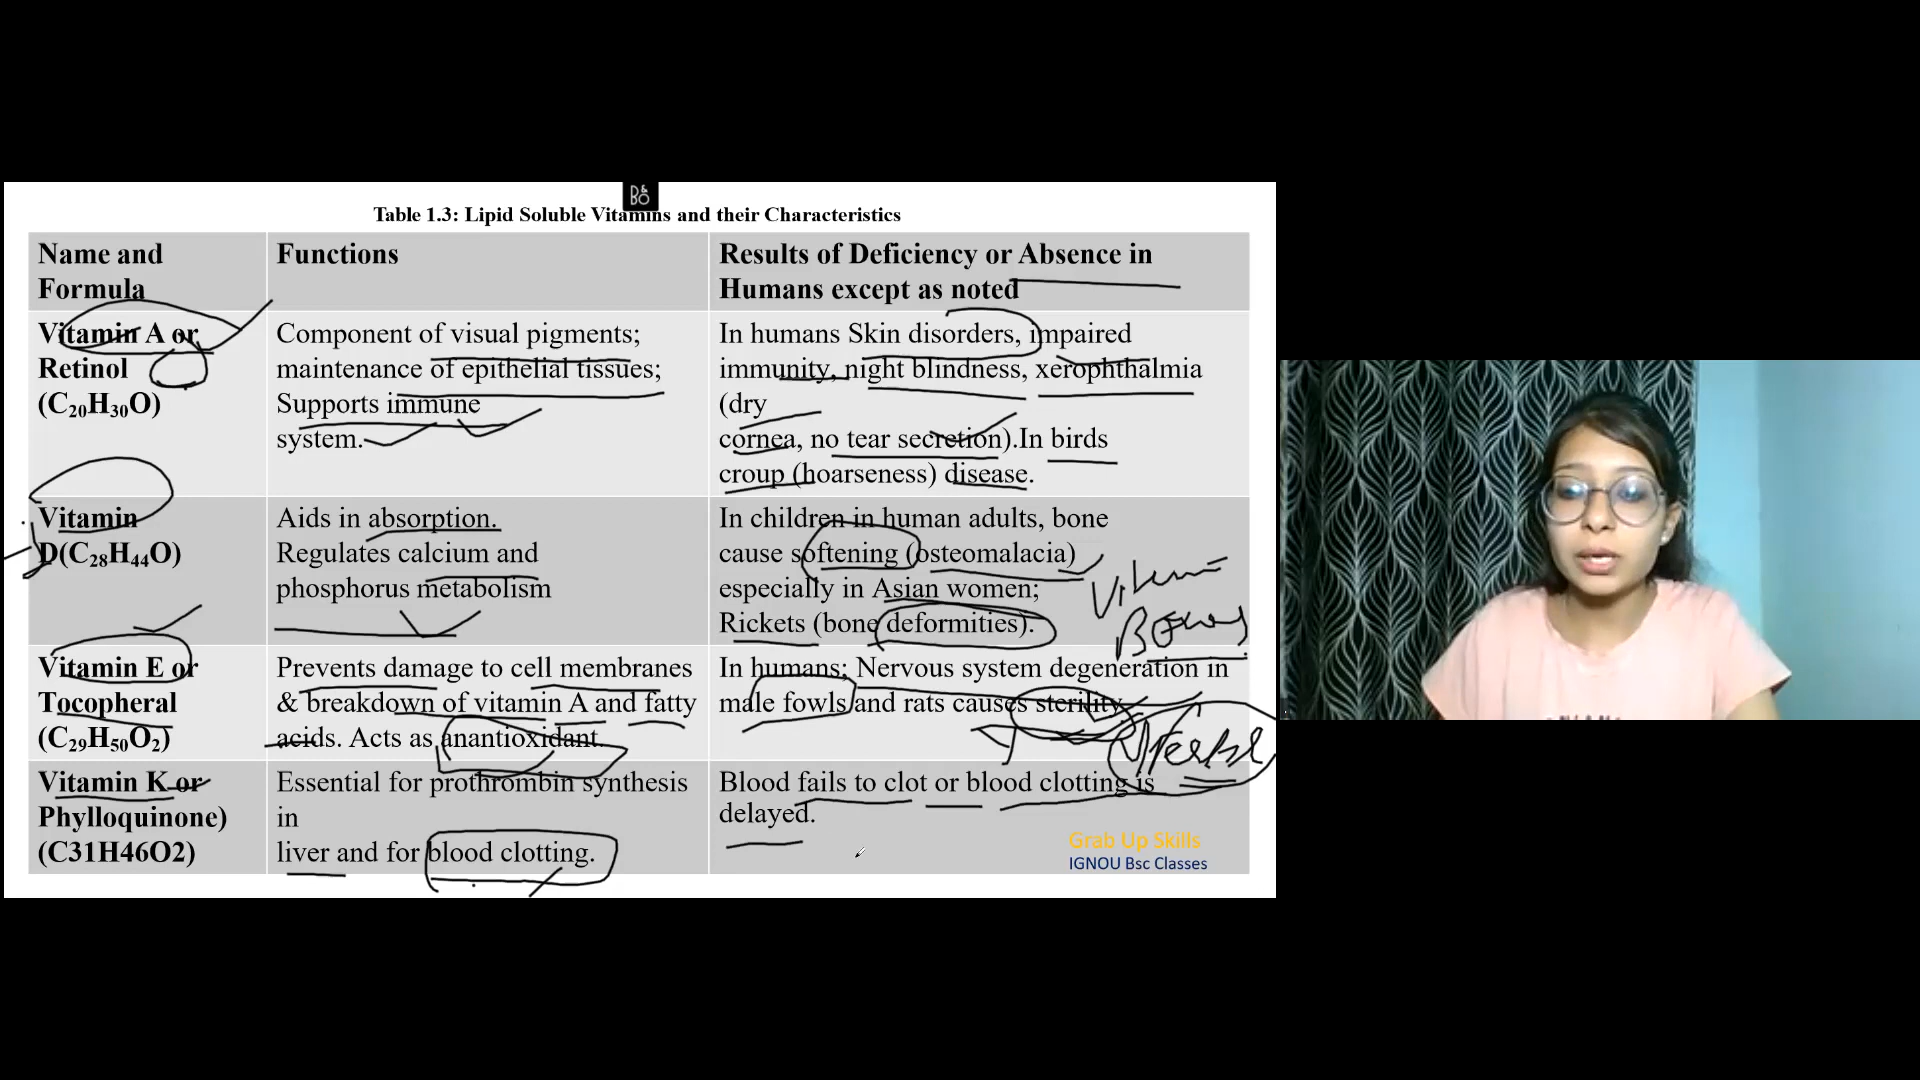 D&
BO
Table 1.3: Lipid Soluble Vitamins and their Characteristics
Name and
Formula
Functions
Results of Deficiency or Absence in
Humans except as noted
Vitamin A or
Retinol
(C₂₀H₃₀O)
Component of visual pigments;
maintenance of epithelial tissues;
Supports immune
system.
In humans Skin disorders, impaired
immunity, night blindness, xerophthalmia
(dry
cornea, no tear secretion).In birds
croup (hoarseness) disease.
Vitamin
D(C₂₈H₄₄O)
Aids in absorption.
Regulates calcium and
phosphorus metabolism
In children in human adults, bone
cause softening (osteomalacia)
especially in Asian women;
Rickets (bone deformities).
Vitamin E or
Tocopheral
(C₂₉H₅₀O₂)
Prevents damage to cell membranes
& breakdown of vitamin A and fatty
acids. Acts as anantioxidant.
In humans; Nervous system degeneration in
male fowls and rats causes sterility.
Vitamin K or
Phylloquinone)
(C31H46O2)
Essential for prothrombin synthesis
in
liver and for blood clotting.
Blood fails to clot or blood clotting is
delayed.
Grab Up Skills
IGNOU Bsc Classes